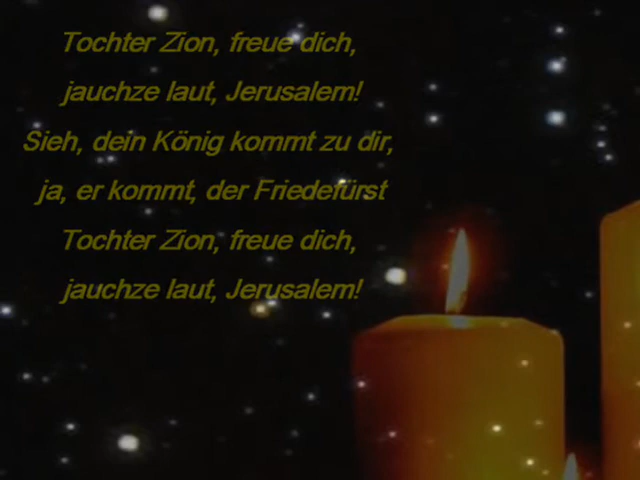 Tochter Zion, freue dich,
jauchze laut, Jerusalem!
Sieh, dein König kommt zu dir,
ja, er kommt, der Friedefürst
Tochter Zion, freue dich,
jauchze laut, Jerusalem!